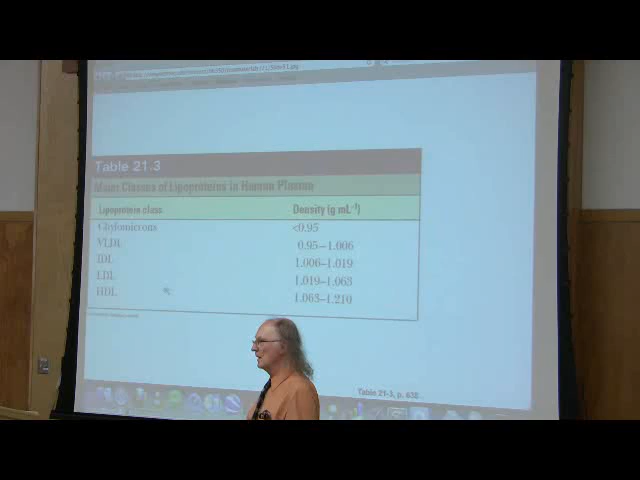 Table 21.3
Major Classes of Lipoproteins in Human Plasma
Lipoprotein class Density (g mL⁻¹)
Chylomicrons <0.95
VLDL 0.95–1.006
IDL 1.006–1.019
LDL 1.019–1.063
HDL 1.063–1.210
Table 21-3, p. 636